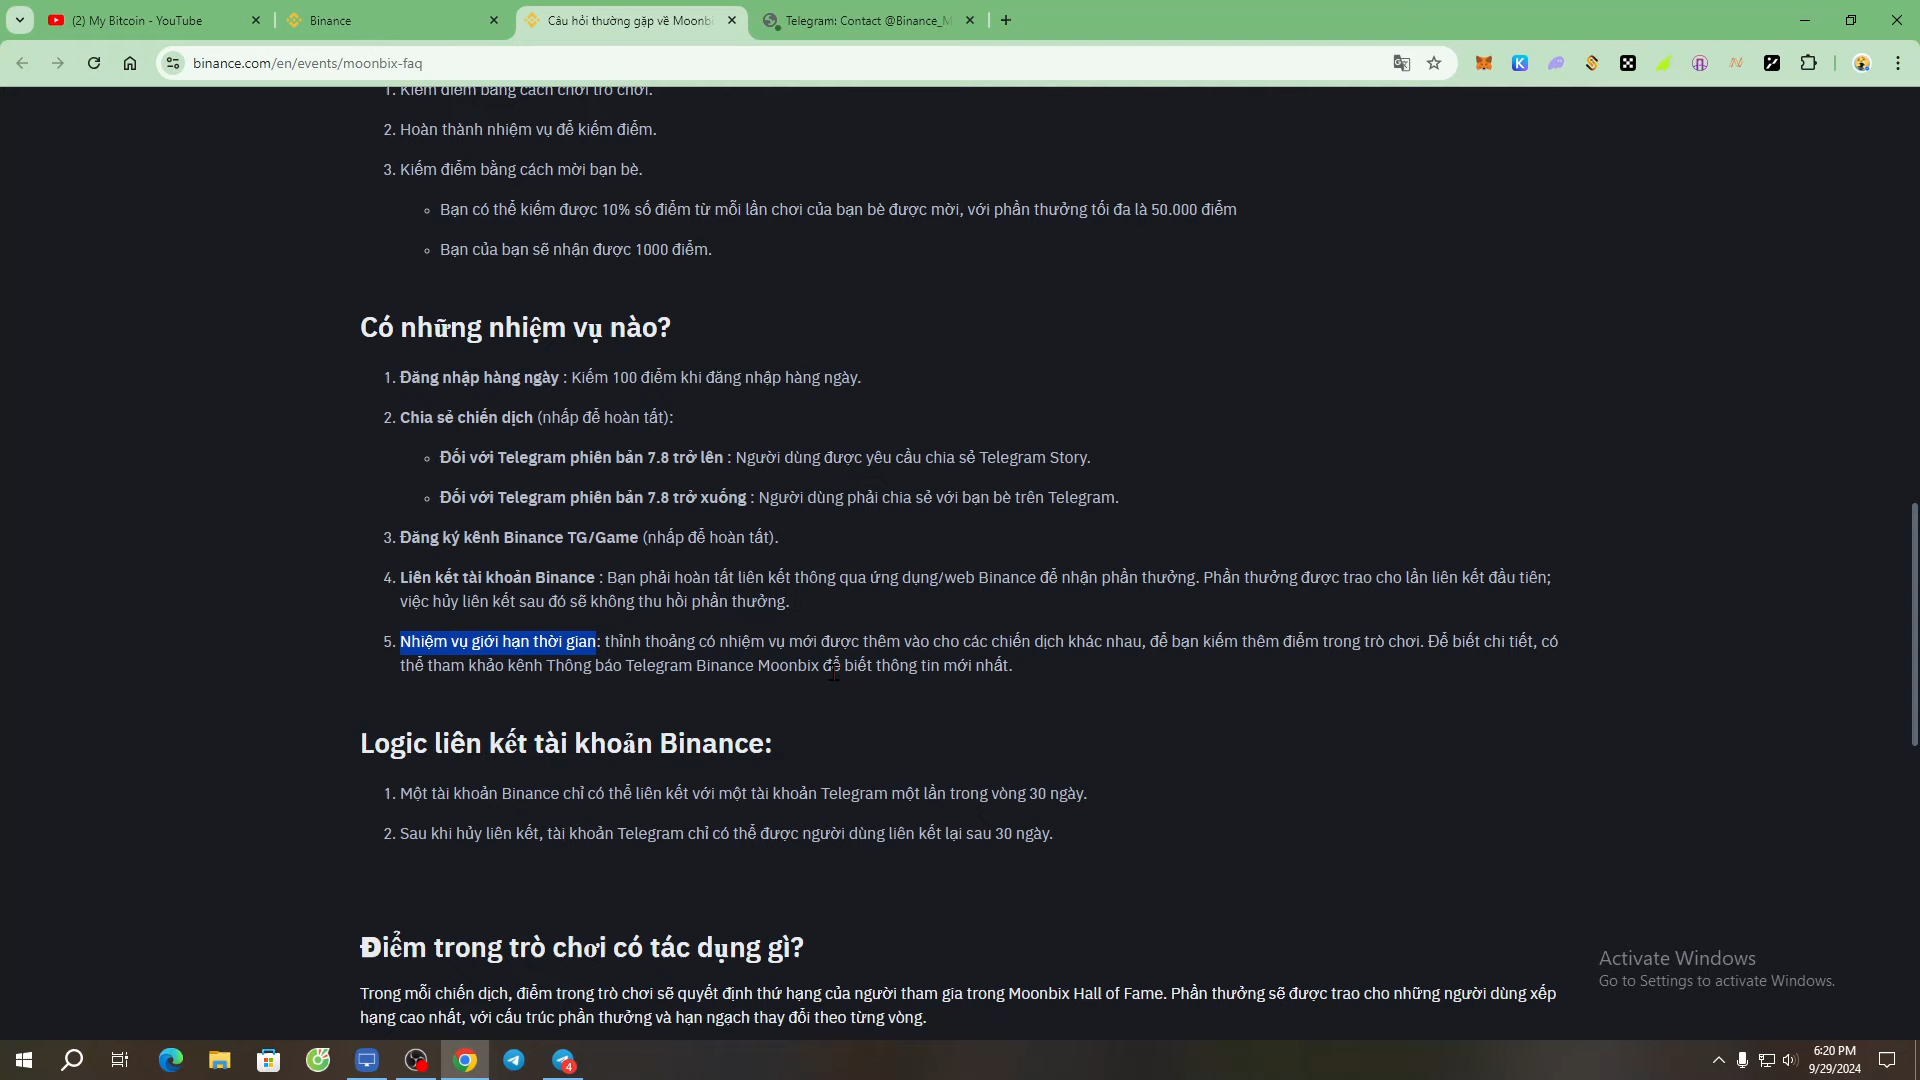 (2) My Bitcoin - YouTube
Binance
Câu hỏi thường gặp về Moonbi
Telegram: Contact @Binance_M
binance.com/en/events/moonbix-faq
1. Kiếm điểm bằng cách chơi trò chơi.
2. Hoàn thành nhiệm vụ để kiếm điểm.
3. Kiếm điểm bằng cách mời bạn bè.
◦ Bạn có thể kiếm được 10% số điểm từ mỗi lần chơi của bạn bè được mời, với phần thưởng tối đa là 50.000 điểm
◦ Bạn của bạn sẽ nhận được 1000 điểm.
Có những nhiệm vụ nào?
1. Đăng nhập hàng ngày : Kiếm 100 điểm khi đăng nhập hàng ngày.
2. Chia sẻ chiến dịch (nhấp để hoàn tất):
◦ Đối với Telegram phiên bản 7.8 trở lên : Người dùng được yêu cầu chia sẻ Telegram Story.
◦ Đối với Telegram phiên bản 7.8 trở xuống : Người dùng phải chia sẻ với bạn bè trên Telegram.
3. Đăng ký kênh Binance TG/Game (nhấp để hoàn tất).
4. Liên kết tài khoản Binance : Bạn phải hoàn tất liên kết thông qua ứng dụng/web Binance để nhận phần thưởng. Phần thưởng được trao cho lần liên kết đầu tiên;
việc hủy liên kết sau đó sẽ không thu hồi phần thưởng.
5. Nhiệm vụ giới hạn thời gian: thỉnh thoảng có nhiệm vụ mới được thêm vào cho các chiến dịch khác nhau, để bạn kiếm thêm điểm trong trò chơi. Để biết chi tiết, có
thể tham khảo kênh Thông báo Telegram Binance Moonbix để biết thông tin mới nhất.
Logic liên kết tài khoản Binance:
1. Một tài khoản Binance chỉ có thể liên kết với một tài khoản Telegram một lần trong vòng 30 ngày.
2. Sau khi hủy liên kết, tài khoản Telegram chỉ có thể được người dùng liên kết lại sau 30 ngày.
Điểm trong trò chơi có tác dụng gì?
Trong mỗi chiến dịch, điểm trong trò chơi sẽ quyết định thứ hạng của người tham gia trong Moonbix Hall of Fame. Phần thưởng sẽ được trao cho những người dùng xếp
hạng cao nhất, với cấu trúc phần thưởng và hạn ngạch thay đổi theo từng vòng.
Activate Windows
Go to Settings to activate Windows.
4
6:20 PM
9/29/2024